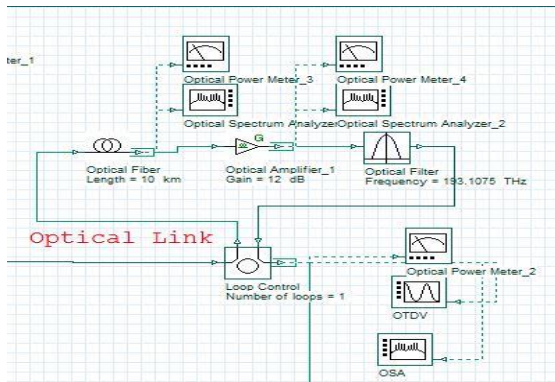 ter_1
Optical Power Meter_3
Optical Power Meter_4
Optical Spectrum Analyzer
Optical Spectrum Analyzer_2
G
Optical Fiber
Length = 10 km
Optical Amplifier_1
Gain = 12 dB
Optical Filter
Frequency = 193.1075 THz
Optical Link
Loop Control
Number of loops = 1
Optical Power Meter_2
OTDV
OSA